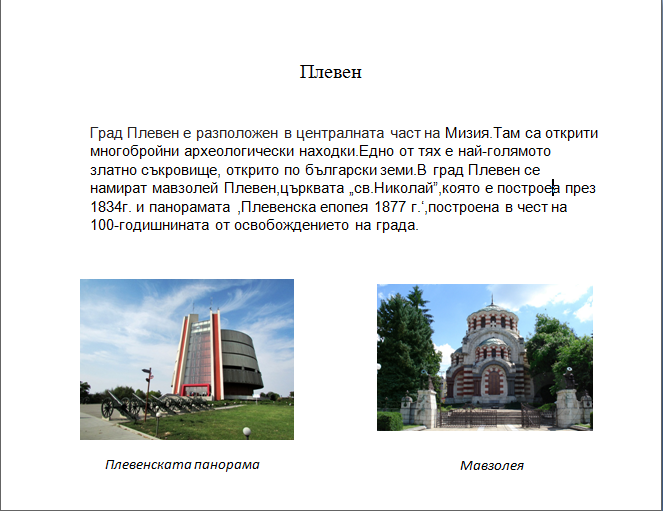 Плевен
Град Плевен е разположен в централната част на Мизия.Там са открити
многобройни археологически находки.Едно от тях е най-голямото
златно съкровище, открито по български земи.В град Плевен се
намират мавзолей Плевен,църквата „св.Николай”,която е построеа през
1834г. и панорамата ‚Плевенска епопея 1877 г.‘,построена в чест на
100-годишнината от освобождението на града.
Плевенската панорама
Мавзолея